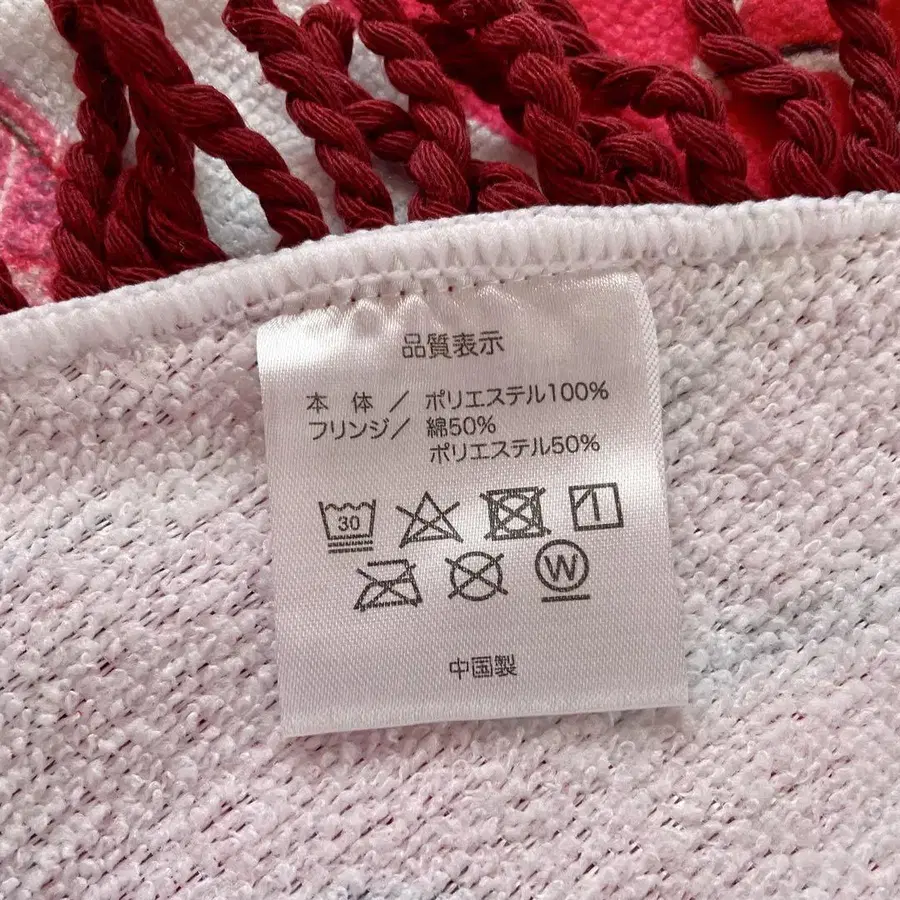 品質表示
本 体 / ポリエステル100%
フリンジ/ 綿50%
ポリエステル50%
30
W
中国製